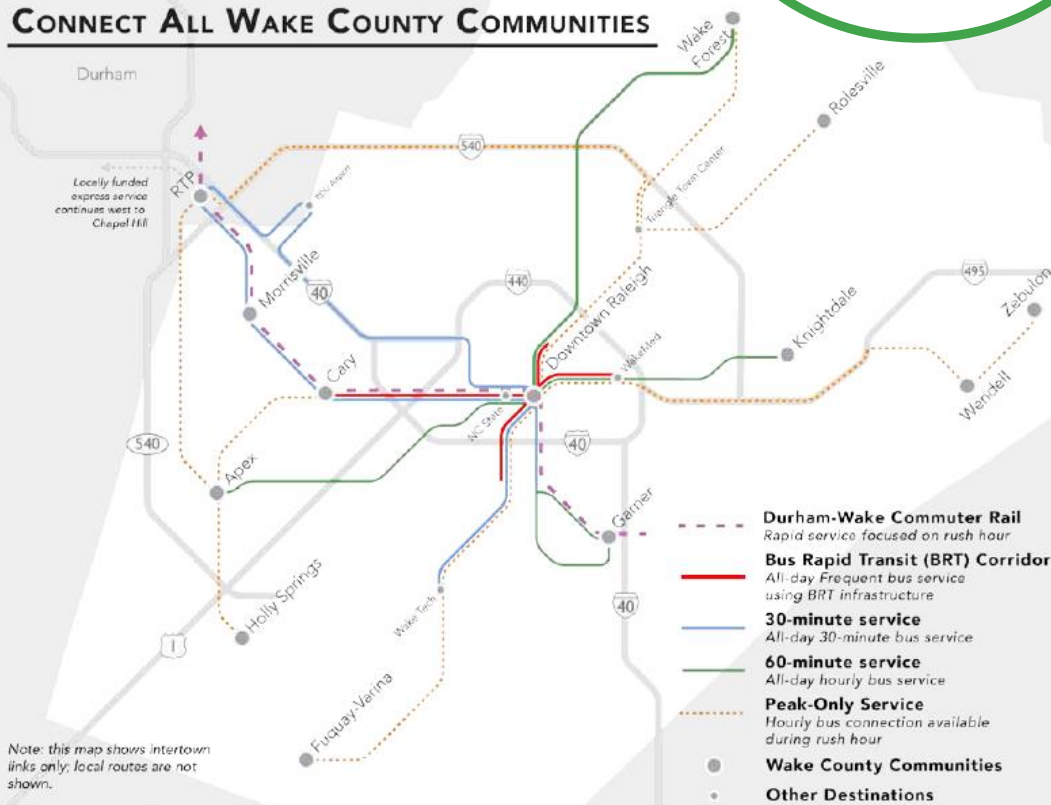 CONNECT ALL WAKE COUNTY COMMUNITIES
Durham
Wake
Forest
Rolesville
540
Locally funded
express service
continues west to
Chapel Hill
RTP
RDU Airport
Triangle Town Center
Morrisville
40
440
Downtown Raleigh
495
Zebulon
Knightdale
WakeMed
Cary
NC State
Wendell
540
40
Apex
Garner
Holly Springs
Wake Tech
40
1
Fuquay-Varina
Durham-Wake Commuter Rail
Rapid service focused on rush hour
Bus Rapid Transit (BRT) Corridor
All-day Frequent bus service
using BRT infrastructure
30-minute service
All-day 30-minute bus service
60-minute service
All-day hourly bus service
Peak-Only Service
Hourly bus connection available
during rush hour
Wake County Communities
Other Destinations
Note: this map shows intertown
links only; local routes are not
shown.